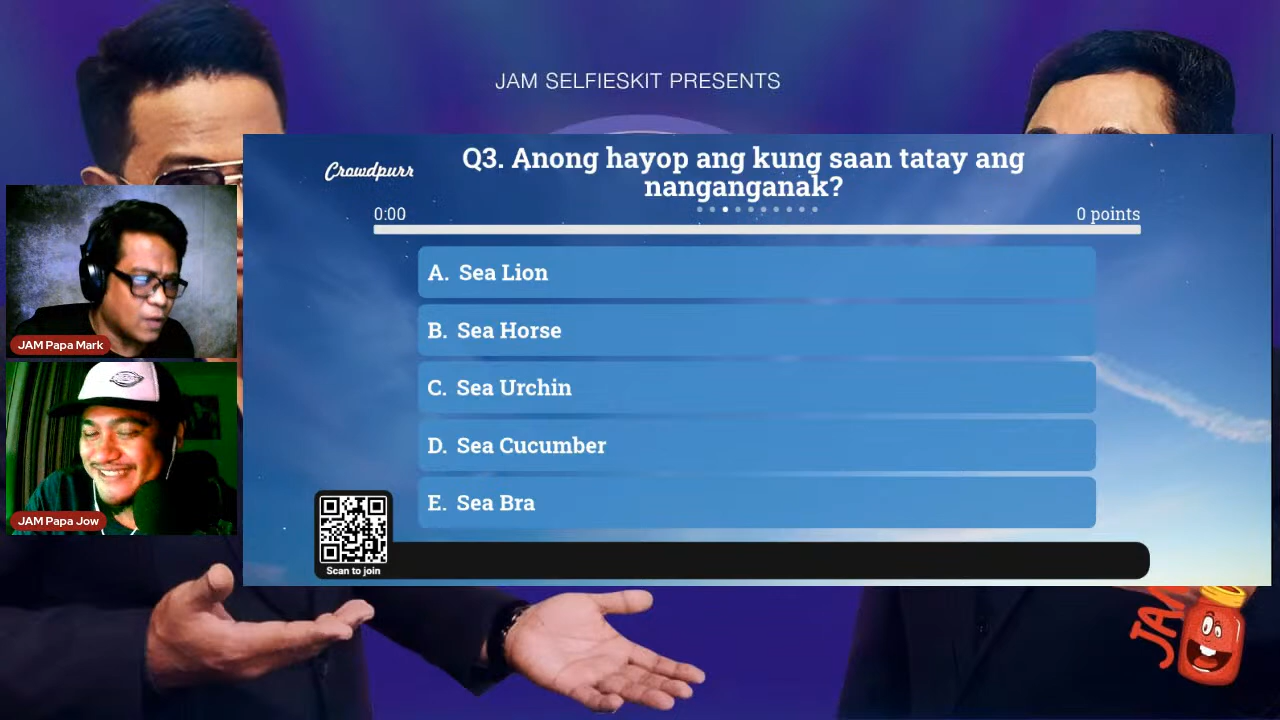 JAM SELFIESKIT PRESENTS
Crowdpurr
Q3. Anong hayop ang kung saan tatay ang
nanganganak?
0:00
0 points
A. Sea Lion
B. Sea Horse
C. Sea Urchin
D. Sea Cucumber
E. Sea Bra
JAM Papa Mark
JAM Papa Jow
Scan to join
JAM